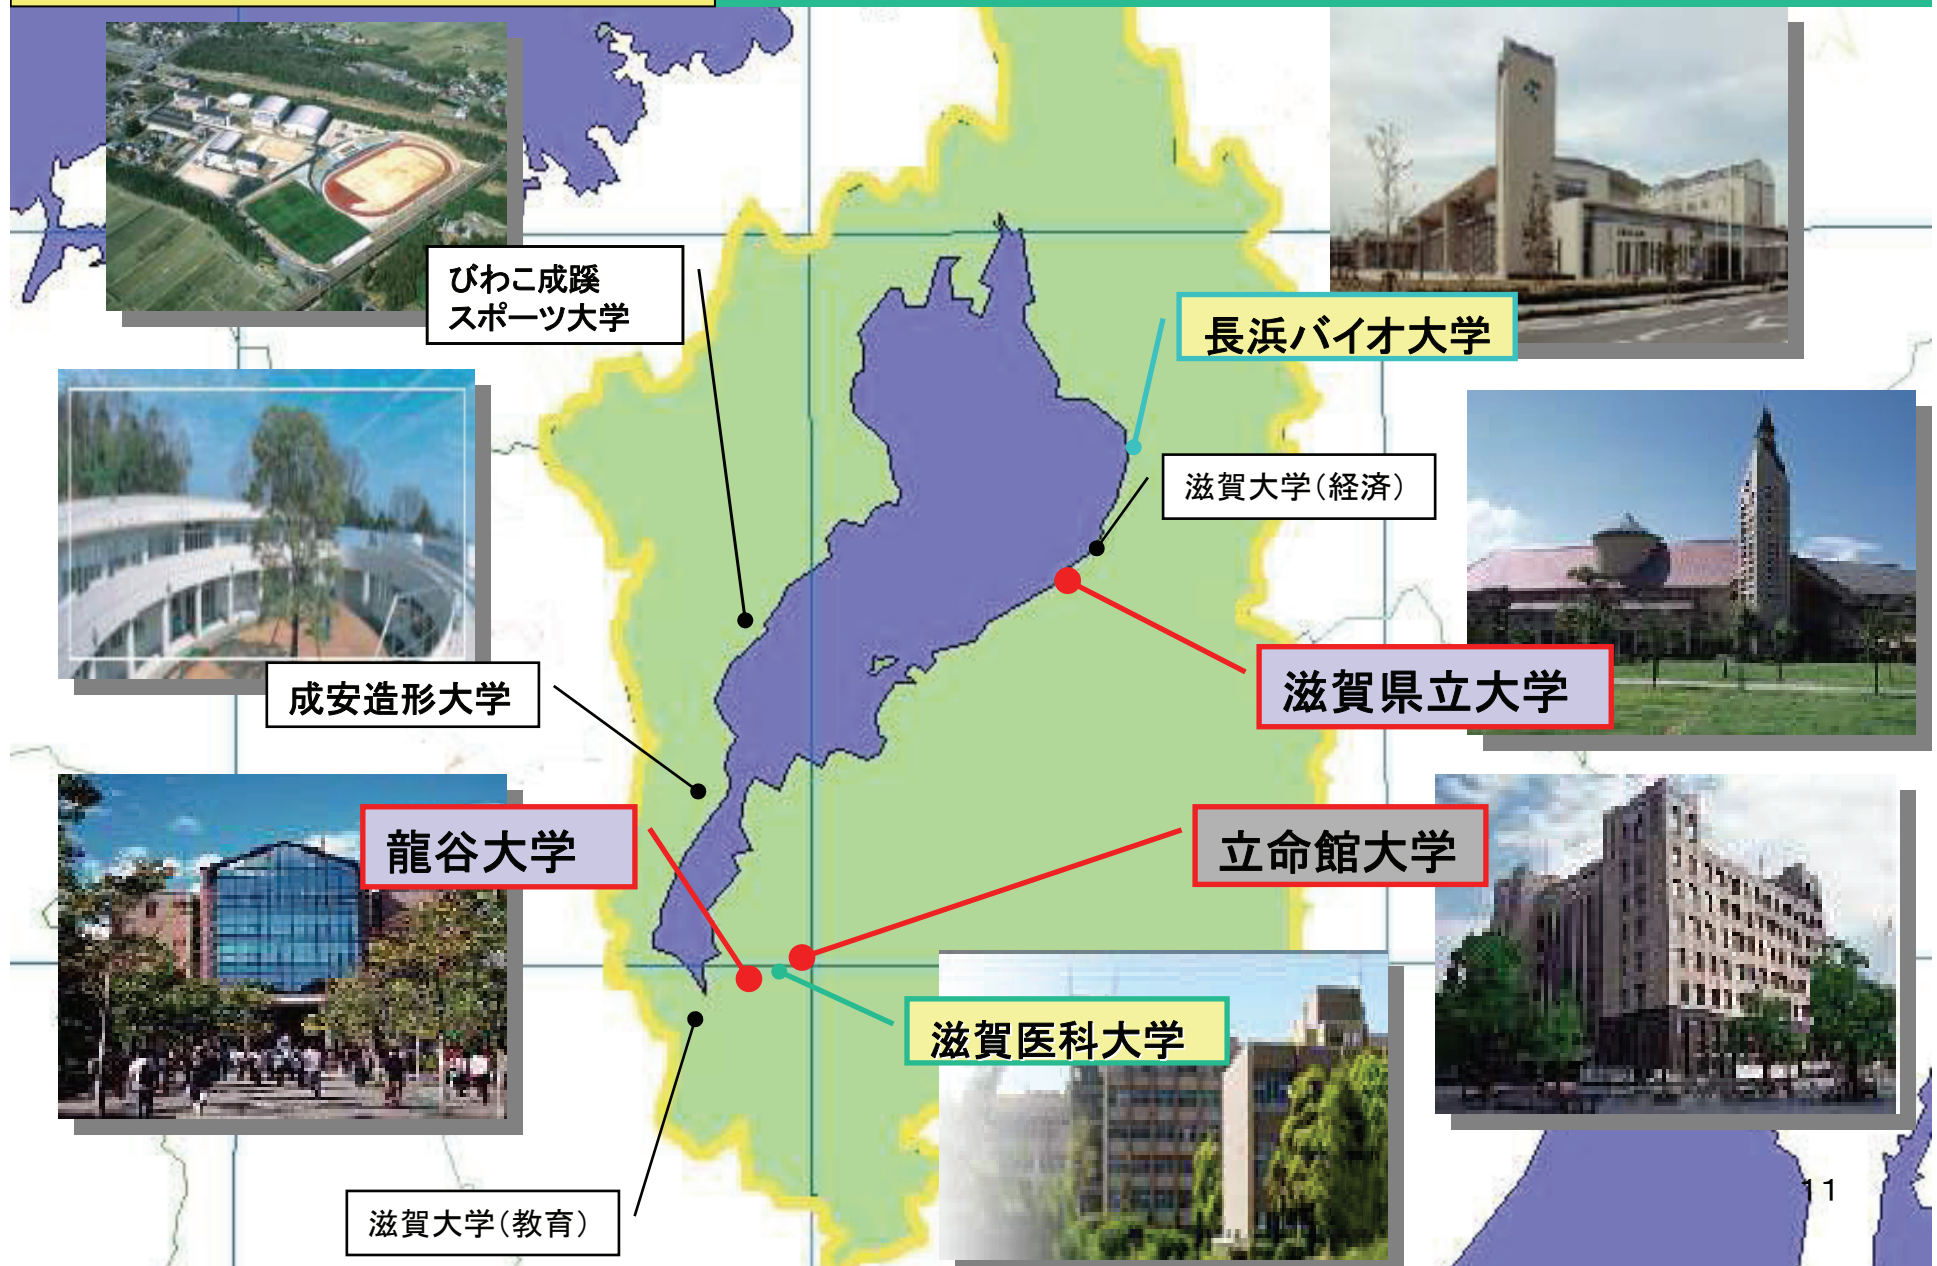 びわこ成蹊
スポーツ大学
長浜バイオ大学
滋賀大学（経済）
滋賀県立大学
成安造形大学
龍谷大学
立命館大学
滋賀医科大学
滋賀大学（教育）
11